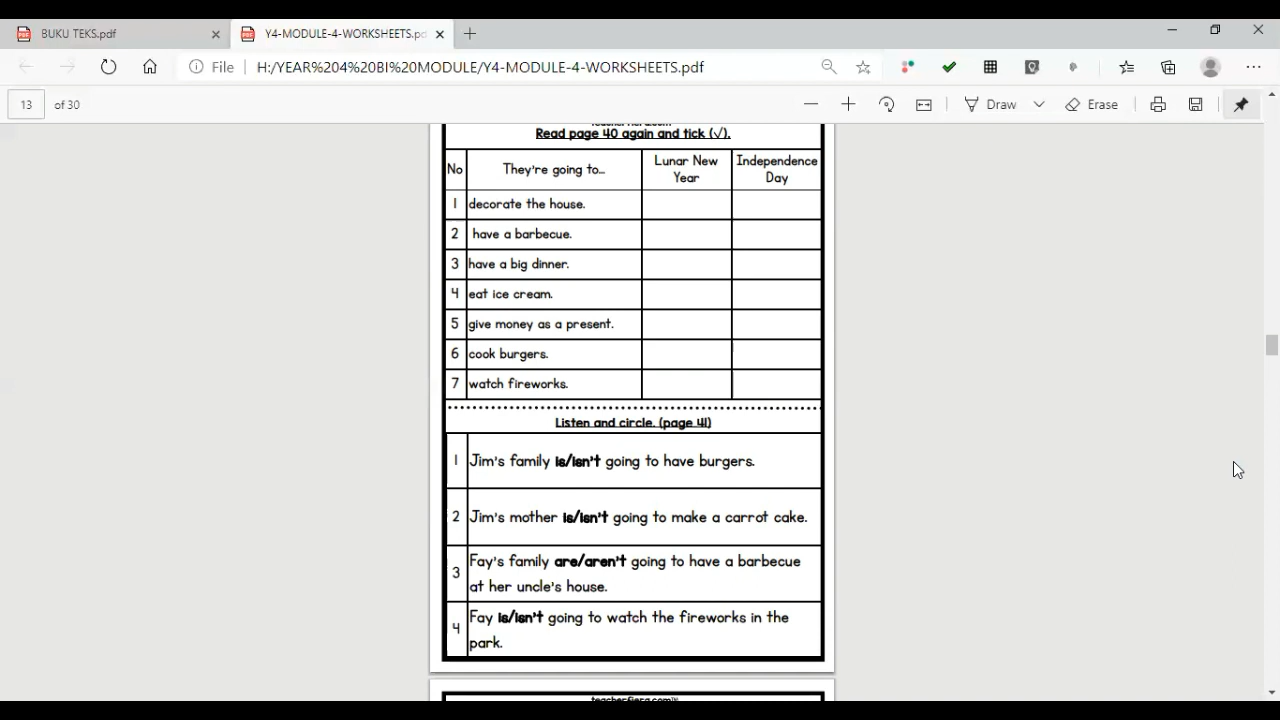 BUKU TEKS.pdf
Y4-MODULE-4-WORKSHEETS.pd
File H:/YEAR%204%20BI%20MODULE/Y4-MODULE-4-WORKSHEETS.pdf
13 of 30
Draw
Erase
Read page 40 again and tick (√).
No They're going to... Lunar New Year Independence Day
1 decorate the house.
2 have a barbecue.
3 have a big dinner.
4 eat ice cream.
5 give money as a present.
6 cook burgers.
7 watch fireworks.
Listen and circle. (page 41)
1 Jim's family is/isn't going to have burgers.
2 Jim's mother is/isn't going to make a carrot cake.
3 Fay's family are/aren't going to have a barbecue
at her uncle's house.
4 Fay is/isn't going to watch the fireworks in the
park.
teacherfiera.com™